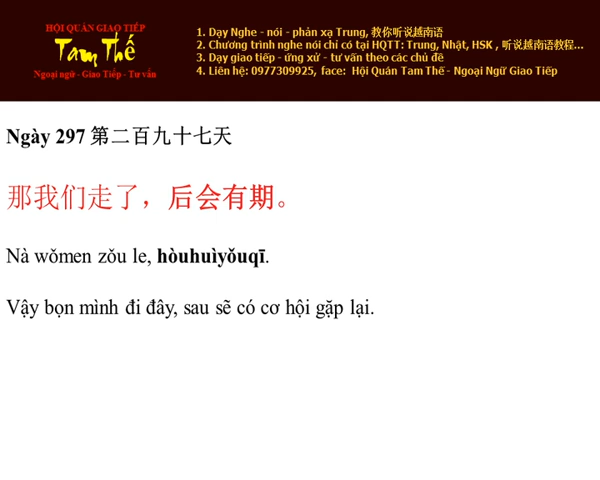 HỘI QUÁN GIAO TIẾP
Tam Thế
Ngoại ngữ - Giao Tiếp - Tư vấn
1. Dạy Nghe - nói - phản xạ Trung, 教你听说越南语
2. Chương trình nghe nói chỉ có tại HQTT: Trung, Nhật, HSK , 听说越南语教程...
3. Dạy giao tiếp - ứng xử - tư vấn theo các chủ đề
4. Liên hệ: 0977309925, face: Hội Quán Tam Thế - Ngoại Ngữ Giao Tiếp
Ngày 297 第二百九十七天
那我们走了，后会有期。
Nà wǒmen zǒu le, hòuhuìyǒuqī.
Vậy bọn mình đi đây, sau sẽ có cơ hội gặp lại.